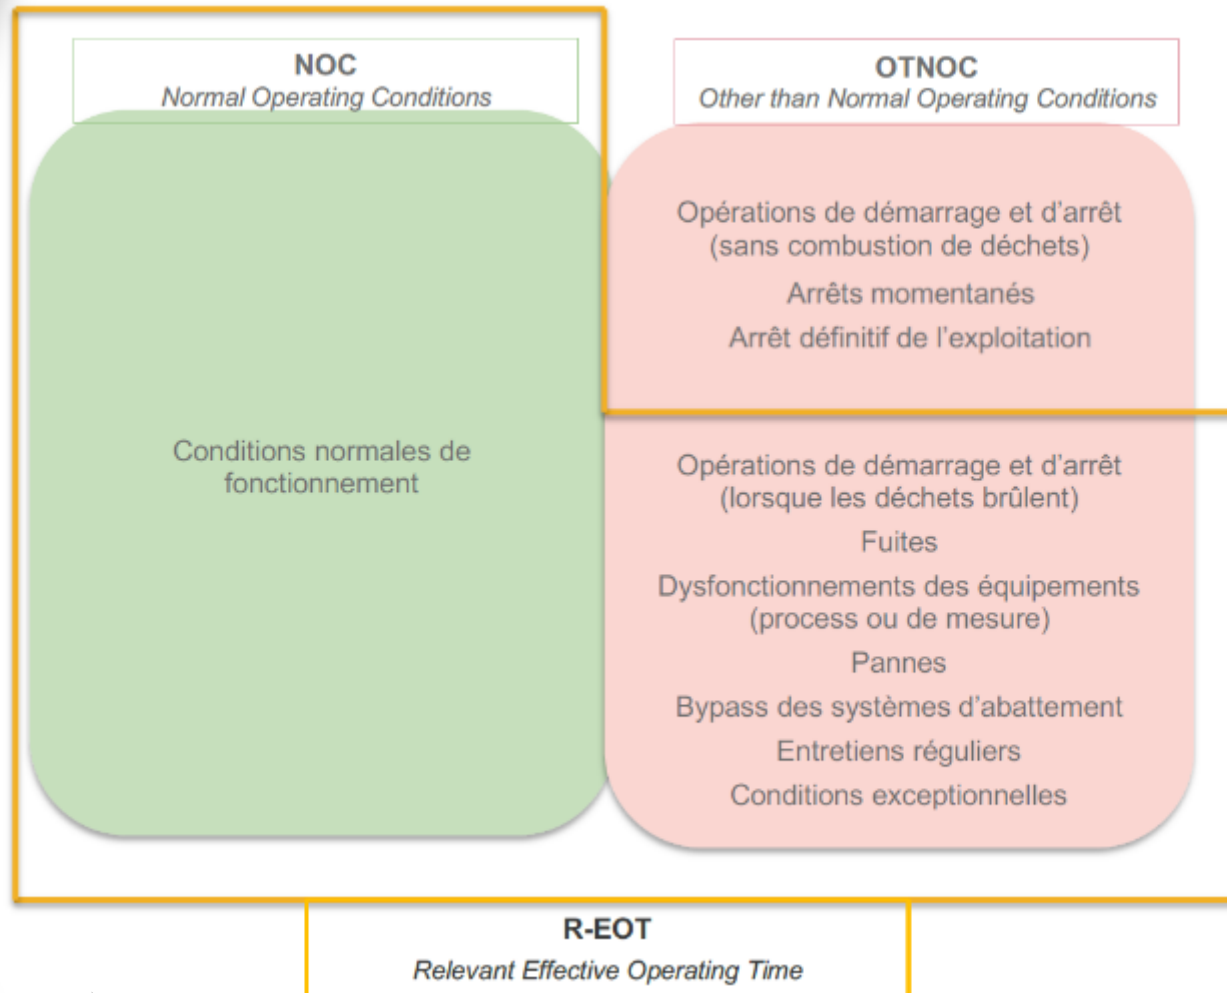 NOC
Normal Operating Conditions
Conditions normales de
fonctionnement
OTNOC
Other than Normal Operating Conditions
Opérations de démarrage et d'arrêt
(sans combustion de déchets)
Arrêts momentanés
Arrêt définitif de l'exploitation
Opérations de démarrage et d'arrêt
(lorsque les déchets brûlent)
Fuites
Dysfonctionnements des équipements
(process ou de mesure)
Pannes
Bypass des systèmes d'abattement
Entretiens réguliers
Conditions exceptionnelles
R-EOT
Relevant Effective Operating Time